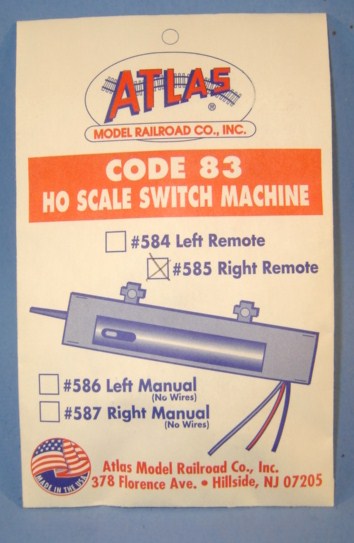 ATLAS
®
MODEL RAILROAD CO., INC.
CODE 83
HO SCALE SWITCH MACHINE
#584 Left Remote
#585 Right Remote
#586 Left Manual
(No Wires)
#587 Right Manual
(No Wires)
MADE IN THE USA
Atlas Model Railroad Co., Inc.
378 Florence Ave. • Hillside, NJ 07205